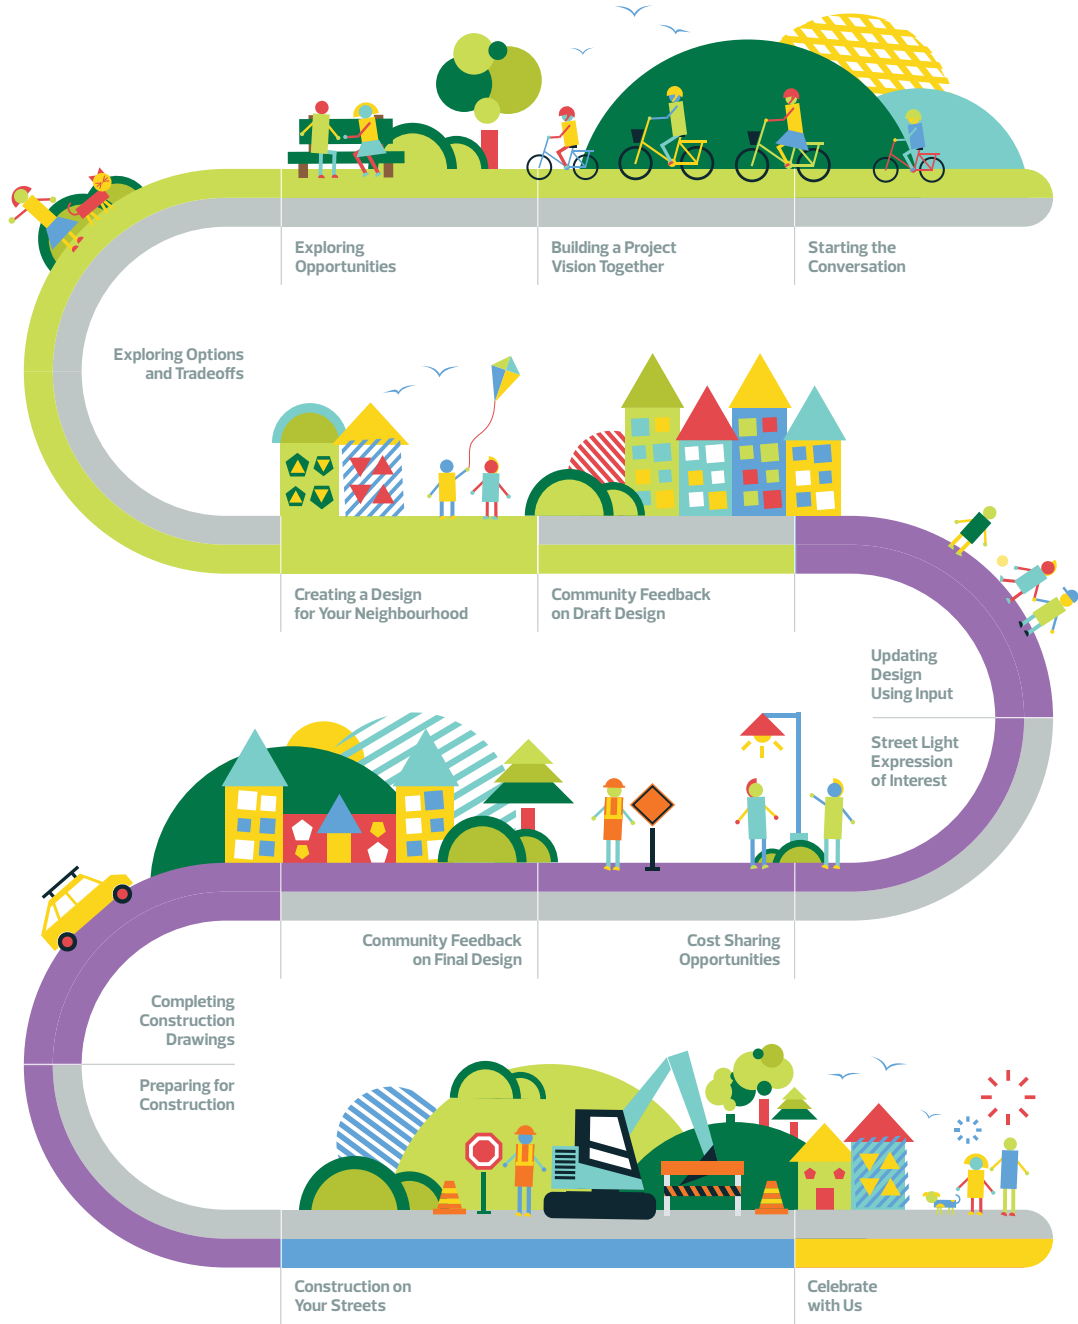 Exploring
Opportunities
Building a Project
Vision Together
Starting the
Conversation
Exploring Options
and Tradeoffs
Creating a Design
for Your Neighbourhood
Community Feedback
on Draft Design
Updating
Design
Using Input
Street Light
Expression
of Interest
Community Feedback
on Final Design
Cost Sharing
Opportunities
Completing
Construction
Drawings
Preparing for
Construction
Construction on
Your Streets
Celebrate
with Us